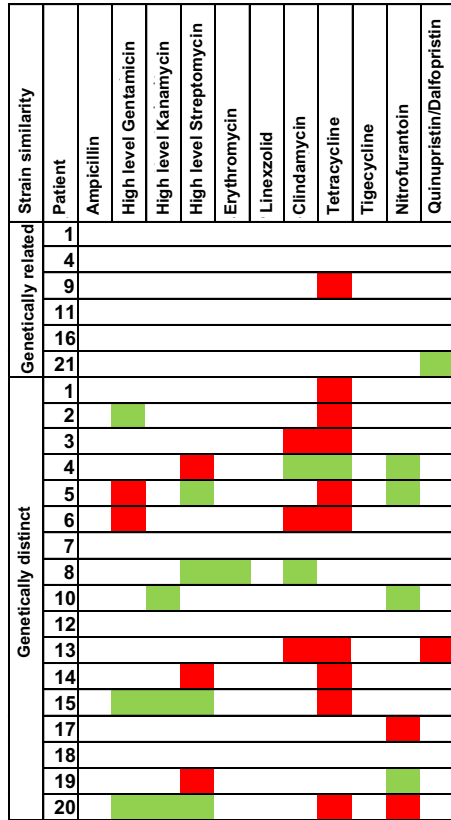 Strain similarity
Patient
Ampicillin
High level Gentamicin
High level Kanamycin
High level Streptomycin
Erythromycin
Linexzolid
Clindamycin
Tetracycline
Tigecycline
Nitrofurantoin
Quinupristin/Dalfopristin
Genetically related
1
4
9
11
16
21
Genetically distinct
1
2
3
4
5
6
7
8
10
12
13
14
15
17
18
19
20